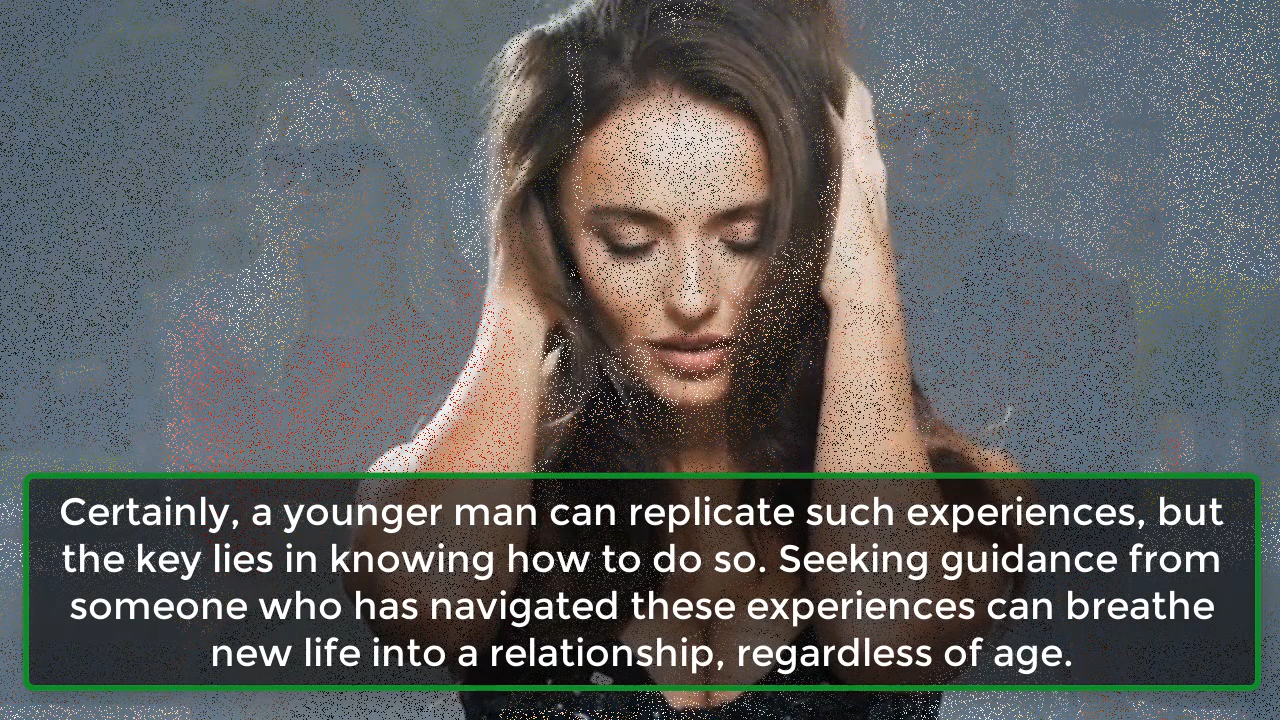 Certainly, a younger man can replicate such experiences, but
the key lies in knowing how to do so. Seeking guidance from
someone who has navigated these experiences can breathe
new life into a relationship, regardless of age.